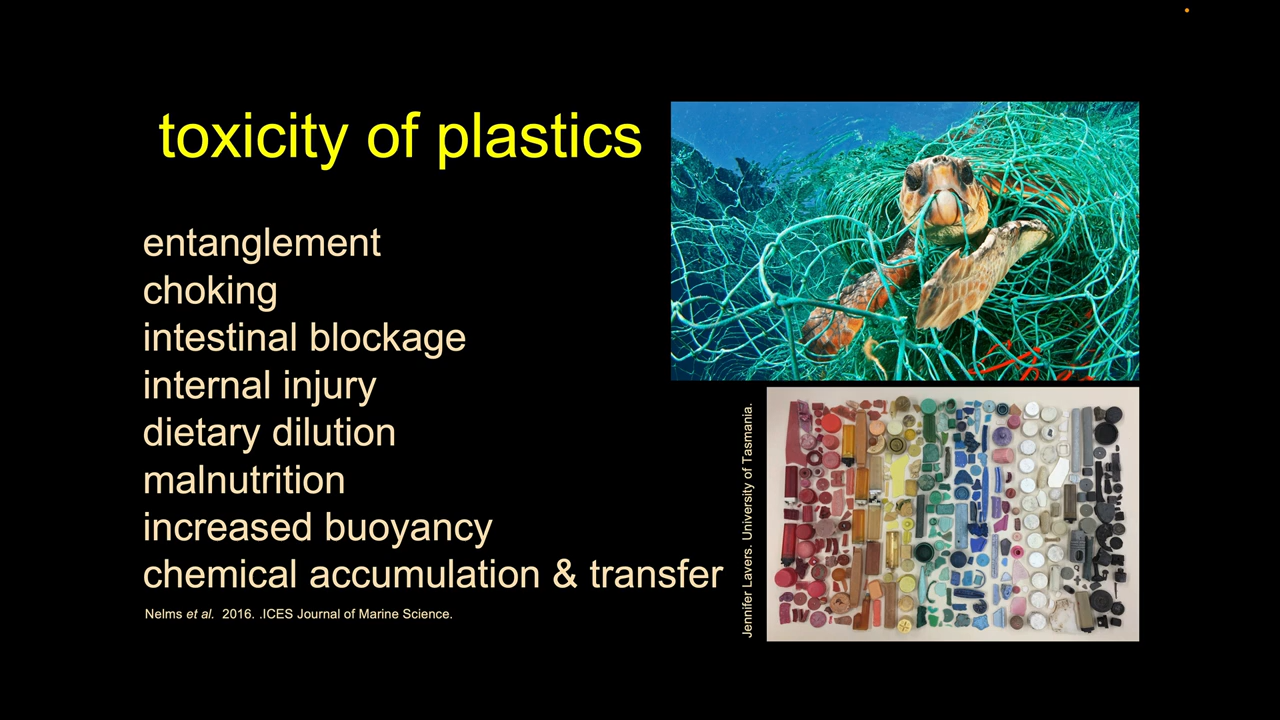 toxicity of plastics
entanglement
choking
intestinal blockage
internal injury
dietary dilution
malnutrition
increased buoyancy
chemical accumulation & transfer
Nelms et al.  2016. .ICES Journal of Marine Science.
Jennifer Lavers. University of Tasmania.